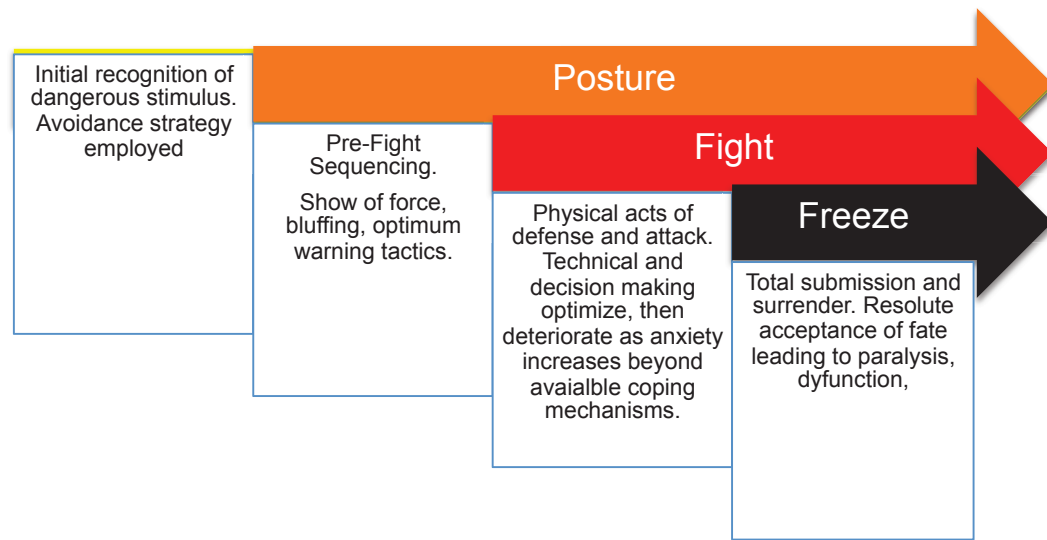 Posture
Initial recognition of
dangerous stimulus.
Avoidance strategy
employed
Fight
Pre-Fight
Sequencing.
Show of force,
bluffing, optimum
warning tactics.
Freeze
Physical acts of
defense and attack.
Technical and
decision making
optimize, then
deteriorate as anxiety
increases beyond
avaialble coping
mechanisms.
Total submission and
surrender. Resolute
acceptance of fate
leading to paralysis,
dyfunction,